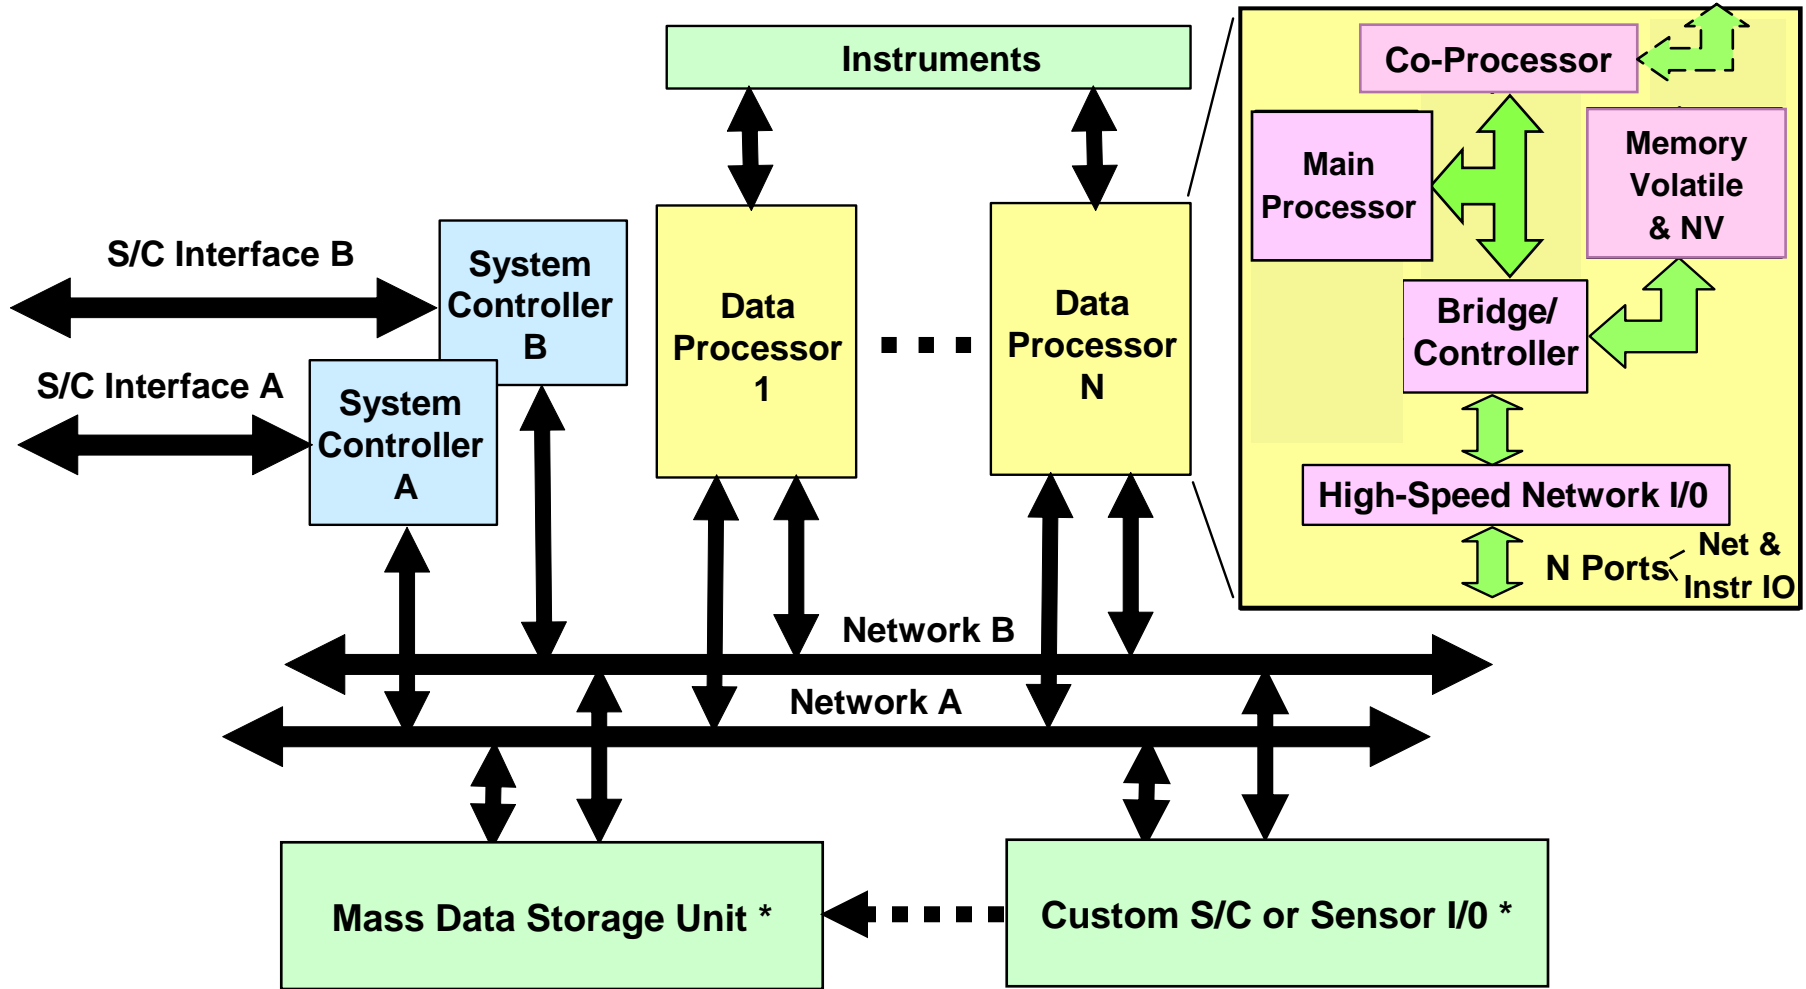 Instruments
Co-Processor
Main
Processor
Memory
Volatile
& NV
S/C Interface B
System
Controller
B
Data
Processor
1
Data
Processor
N
Bridge/
Controller
S/C Interface A
System
Controller
A
High-Speed Network I/0
N Ports
Net &
Instr IO
Network B
Network A
Mass Data Storage Unit *
Custom S/C or Sensor I/0 *